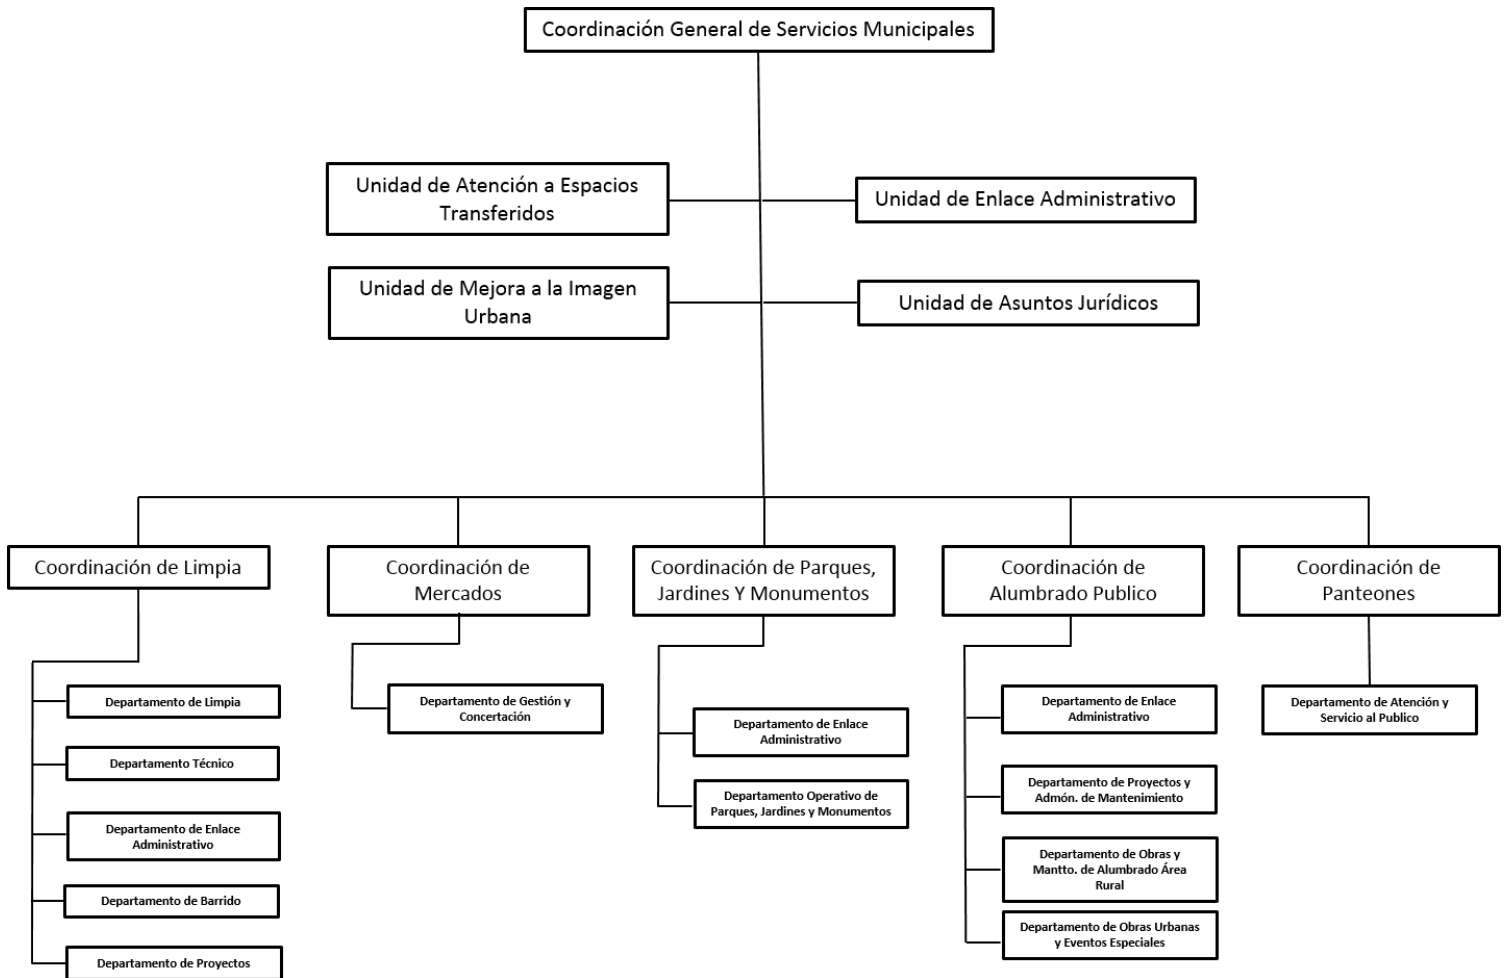 Coordinación General de Servicios Municipales
Unidad de Atención a Espacios
Transferidos
Unidad de Enlace Administrativo
Unidad de Mejora a la Imagen
Urbana
Unidad de Asuntos Jurídicos
Coordinación de Limpia
Coordinación de
Mercados
Coordinación de Parques,
Jardines Y Monumentos
Coordinación de
Alumbrado Publico
Coordinación de
Panteones
Departamento de Limpia
Departamento Técnico
Departamento de Enlace
Administrativo
Departamento de Barrido
Departamento de Proyectos
Departamento de Gestión y
Concertación
Departamento de Enlace
Administrativo
Departamento Operativo de
Parques, Jardines y Monumentos
Departamento de Enlace
Administrativo
Departamento de Proyectos y
Admón. de Mantenimiento
Departamento de Obras y
Mantto. de Alumbrado Área
Rural
Departamento de Obras Urbanas
y Eventos Especiales
Departamento de Atención y
Servicio al Publico